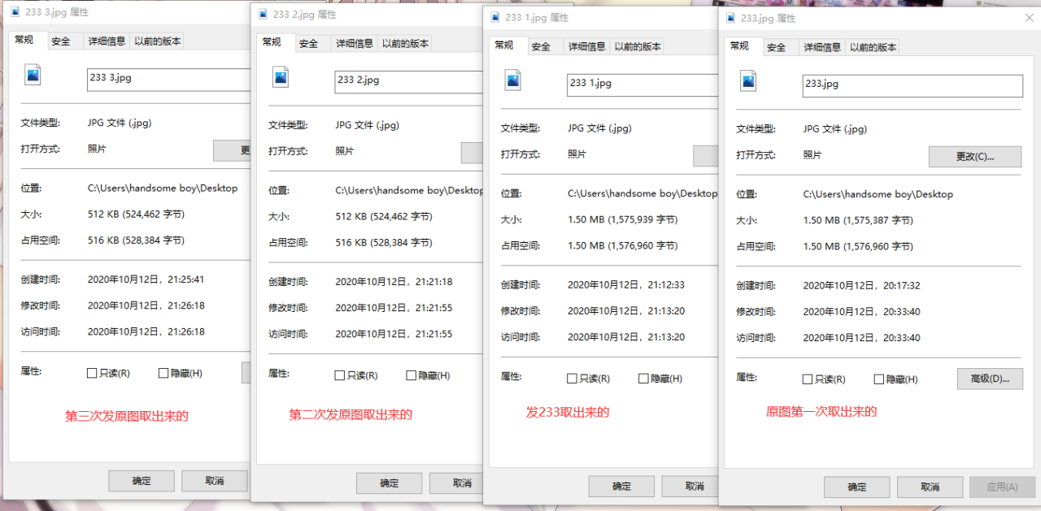 233 3.jpg 属性
常规 安全 详细信息 以前的版本
233 3.jpg
文件类型: JPG 文件 (.jpg)
打开方式: 照片 更
位置: C:\Users\handsome boy\Desktop
大小: 512 KB (524,462 字节)
占用空间: 516 KB (528,384 字节)
创建时间: 2020年10月12日，21:25:41
修改时间: 2020年10月12日，21:26:18
访问时间: 2020年10月12日，21:26:18
属性: 只读(R) 隐藏(H)
第三次发原图取出来的
确定 取消
233 2.jpg 属性
常规 安全 详细信息 以前的版本
233 2.jpg
文件类型: JPG 文件 (.jpg)
打开方式: 照片
位置: C:\Users\handsome boy\Desktop
大小: 512 KB (524,462 字节)
占用空间: 516 KB (528,384 字节)
创建时间: 2020年10月12日，21:21:18
修改时间: 2020年10月12日，21:21:55
访问时间: 2020年10月12日，21:21:55
属性: 只读(R) 隐藏(H)
第二次发原图取出来的
确定 取消
233 1.jpg 属性
常规 安全 详细信息 以前的版本
233 1.jpg
文件类型: JPG 文件 (.jpg)
打开方式: 照片
位置: C:\Users\handsome boy\Desktop
大小: 1.50 MB (1,575,939 字节)
占用空间: 1.50 MB (1,576,960 字节)
创建时间: 2020年10月12日，21:12:33
修改时间: 2020年10月12日，21:13:20
访问时间: 2020年10月12日，21:13:20
属性: 只读(R) 隐藏(H)
发233取出来的
确定 取消
233.jpg 属性
常规 安全 详细信息 以前的版本
233.jpg
文件类型: JPG 文件 (.jpg)
打开方式: 照片 更改(C)...
位置: C:\Users\handsome boy\Desktop
大小: 1.50 MB (1,575,387 字节)
占用空间: 1.50 MB (1,576,960 字节)
创建时间: 2020年10月12日，20:17:32
修改时间: 2020年10月12日，20:33:40
访问时间: 2020年10月12日，20:33:40
属性: 只读(R) 隐藏(H) 高级(D)...
原图第一次取出来的
确定 取消 应用(A)